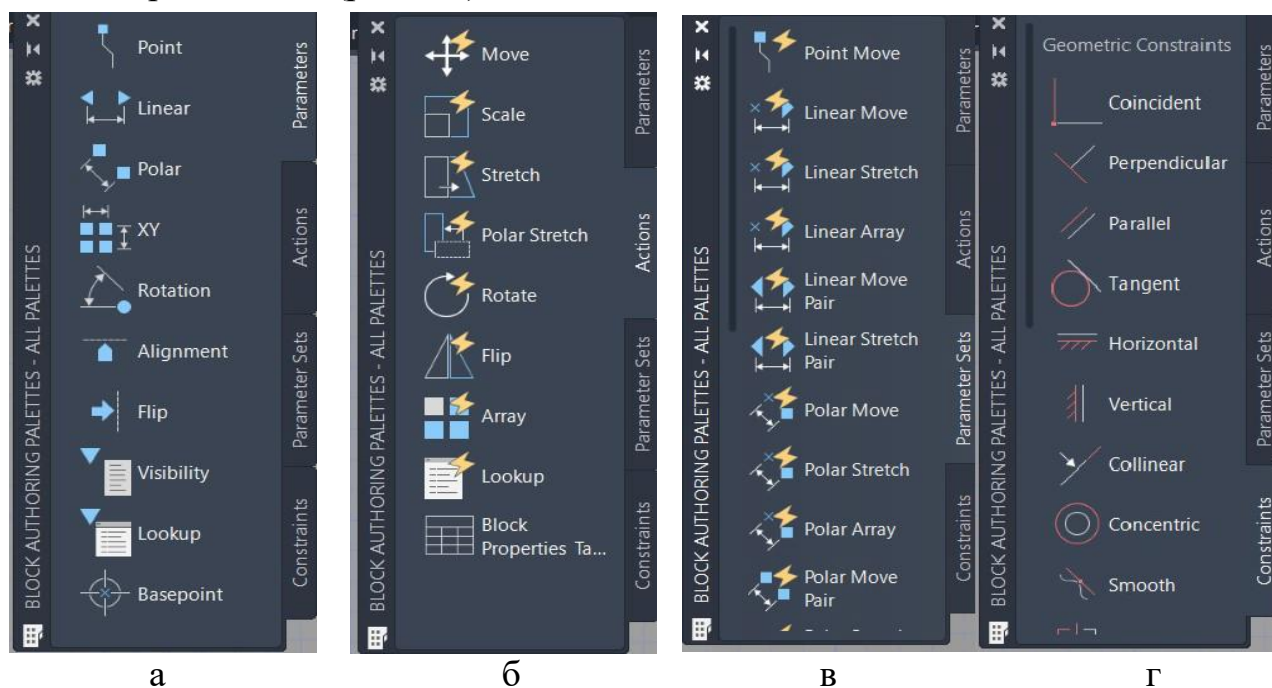 Point
Linear
Polar
XY
Rotation
Alignment
Flip
Visibility
Lookup
Basepoint
Parameters
Actions
Parameter Sets
Constraints
BLOCK AUTHORING PALETTES - ALL PALETTES
а
Move
Scale
Stretch
Polar Stretch
Rotate
Flip
Array
Lookup
Block
Properties Ta...
Parameters
Actions
Parameter Sets
Constraints
BLOCK AUTHORING PALETTES - ALL PALETTES
б
Point Move
Linear Move
Linear Stretch
Linear Array
Linear Move
Pair
Linear Stretch
Pair
Polar Move
Polar Stretch
Polar Array
Polar Move
Pair
Parameters
Actions
Parameter Sets
Constraints
BLOCK AUTHORING PALETTES - ALL PALETTES
в
Geometric Constraints
Coincident
Perpendicular
Parallel
Tangent
Horizontal
Vertical
Collinear
Concentric
Smooth
Parameters
Actions
Parameter Sets
Constraints
BLOCK AUTHORING PALETTES - ALL PALETTES
г